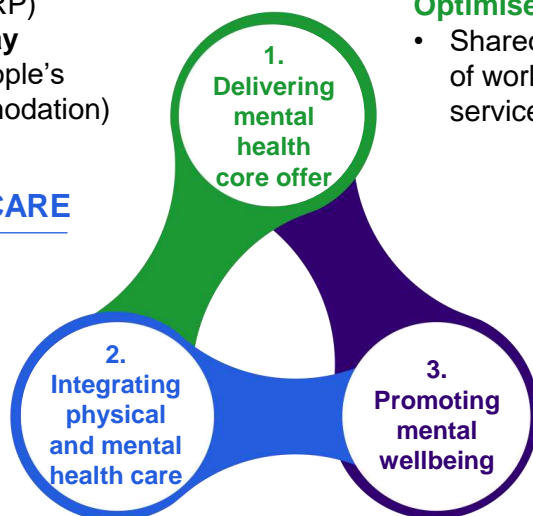 RP)
ay
ople's
modation)
CARE
Optimise
• Shared
of work
service
1.
Delivering
mental
health
core offer
2.
Integrating
physical
and mental
health care
3.
Promoting
mental
wellbeing